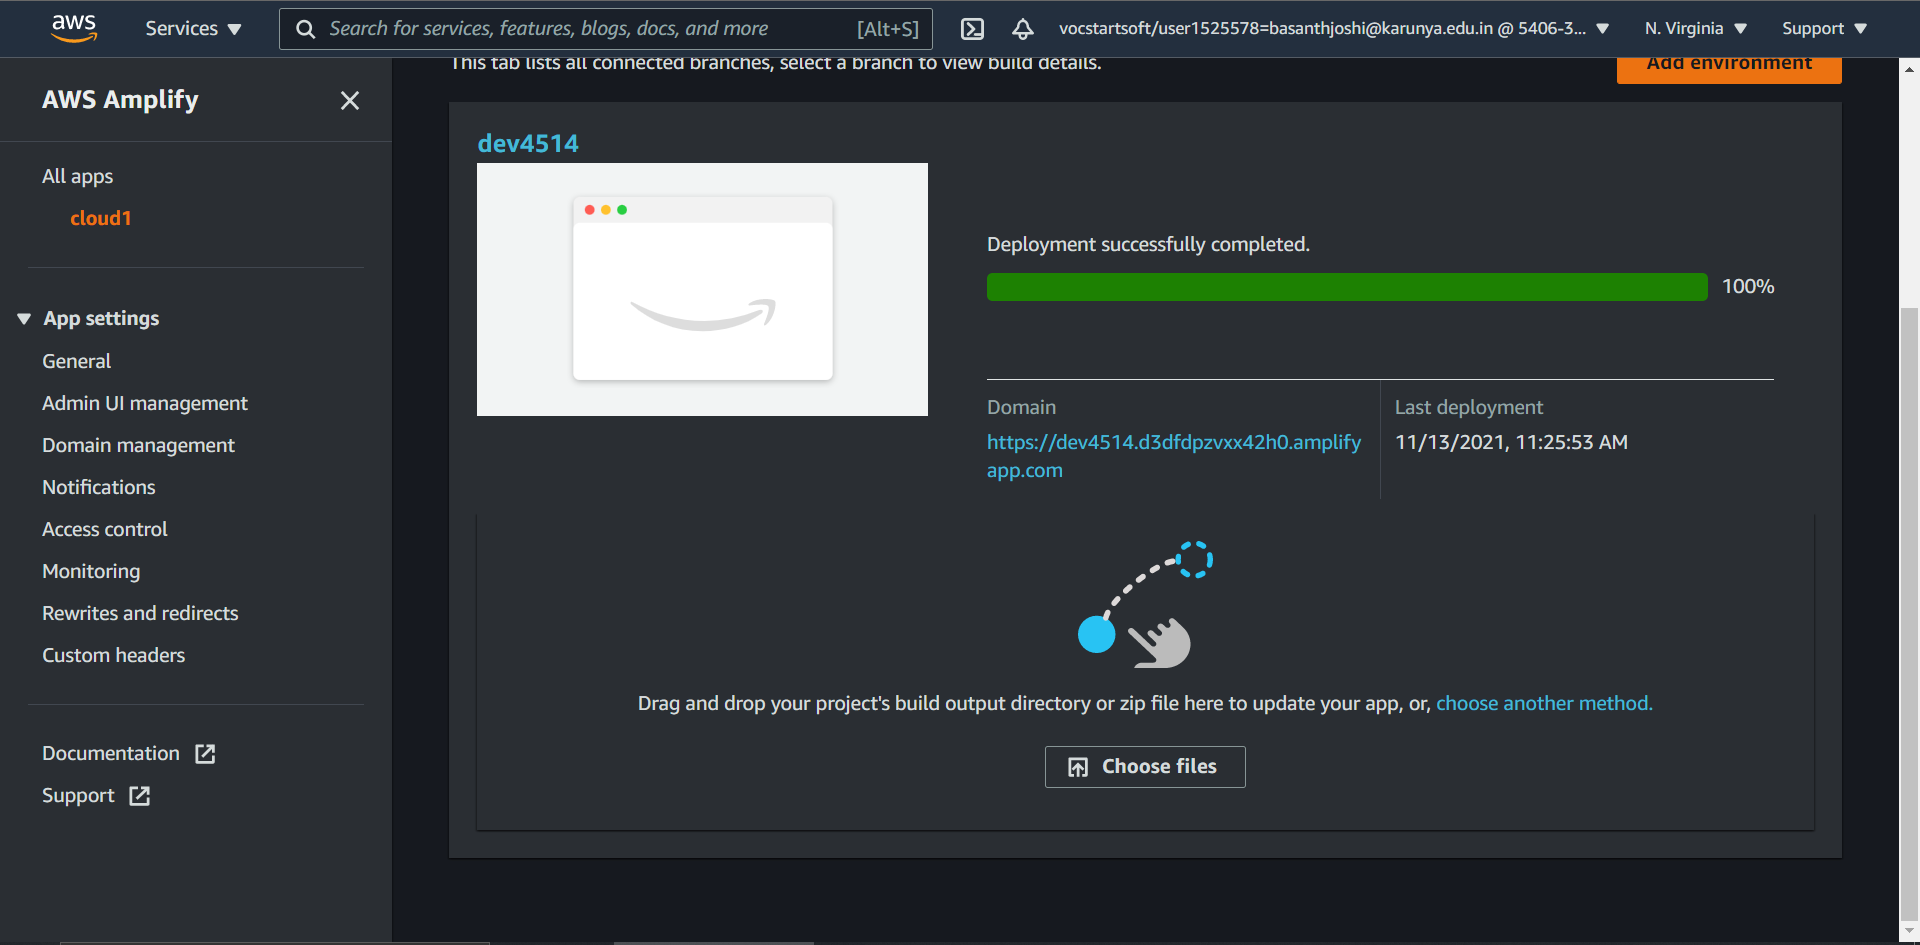 aws
Services
Search for services, features, blogs, docs, and more
[Alt+S]
vocstartsoft/user1525578=basanthjoshi@karunya.edu.in @ 5406-3...
N. Virginia
Support
This tab lists all connected branches, select a branch to view build details.
Add environment
AWS Amplify
All apps
cloud1
App settings
General
Admin UI management
Domain management
Notifications
Access control
Monitoring
Rewrites and redirects
Custom headers
Documentation
Support
dev4514
Deployment successfully completed.
100%
Domain
https://dev4514.d3dfdpzvxx42h0.amplify
app.com
Last deployment
11/13/2021, 11:25:53 AM
Drag and drop your project's build output directory or zip file here to update your app, or, choose another method.
Choose files